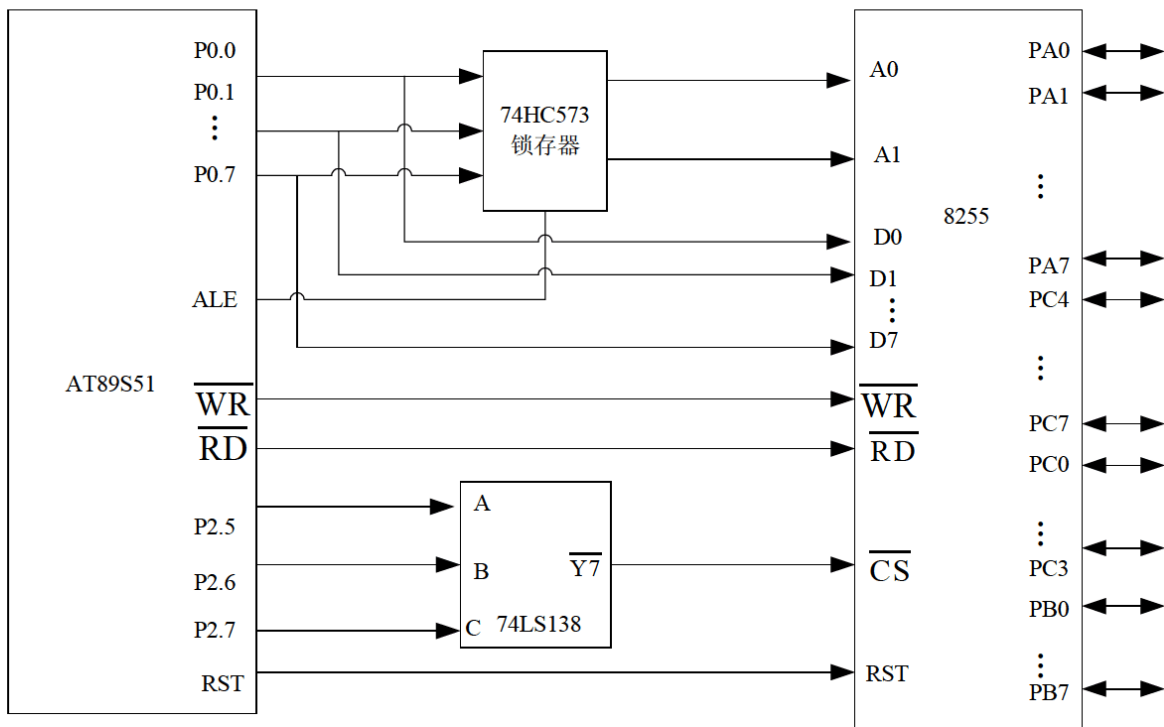 P0.0
P0.1
⋮
P0.7
ALE
AT89S51
WR
RD
P2.5
P2.6
P2.7
RST
74HC573
锁存器
A
B
C
Y7
74LS138
A0
A1
D0
D1
⋮
D7
WR
RD
CS
RST
8255
PA0
PA1
⋮
PA7
PC4
⋮
PC7
PC0
⋮
PC3
PB0
⋮
PB7